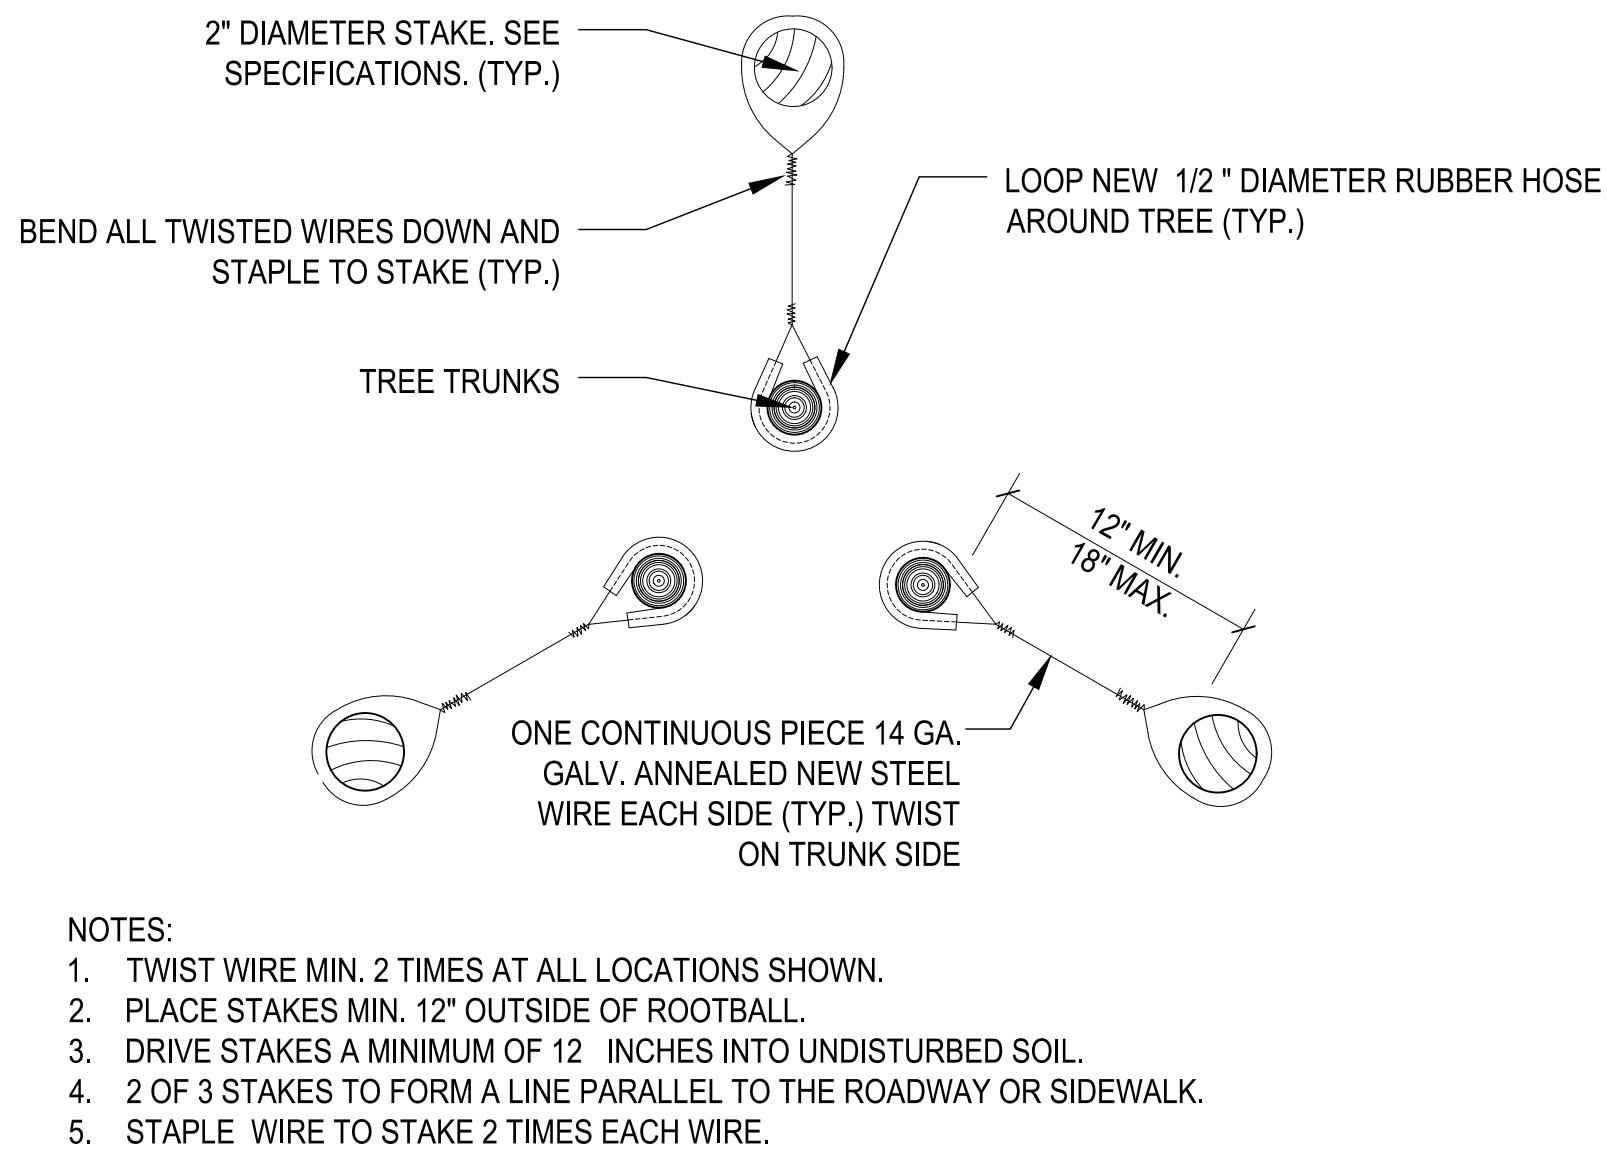 2" DIAMETER STAKE. SEE
SPECIFICATIONS. (TYP.)
LOOP NEW 1/2 " DIAMETER RUBBER HOSE
AROUND TREE (TYP.)
BEND ALL TWISTED WIRES DOWN AND
STAPLE TO STAKE (TYP.)
TREE TRUNKS
12" MIN.
18" MAX.
ONE CONTINUOUS PIECE 14 GA.
GALV. ANNEALED NEW STEEL
WIRE EACH SIDE (TYP.) TWIST
ON TRUNK SIDE
NOTES:
1. TWIST WIRE MIN. 2 TIMES AT ALL LOCATIONS SHOWN.
2. PLACE STAKES MIN. 12" OUTSIDE OF ROOTBALL.
3. DRIVE STAKES A MINIMUM OF 12 INCHES INTO UNDISTURBED SOIL.
4. 2 OF 3 STAKES TO FORM A LINE PARALLEL TO THE ROADWAY OR SIDEWALK.
5. STAPLE WIRE TO STAKE 2 TIMES EACH WIRE.